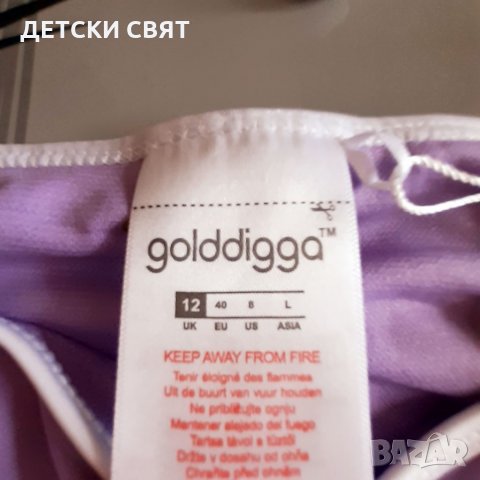 ДЕТСКИ СВЯТ
golddigga™
12 40 8 L
UK EU US ASIA
KEEP AWAY FROM FIRE
Tenir éloigné des flammes
Uit de buurt van vuur houden
Ne približujte ognju
Mantener alejado del fuego
Tartsa távol a tűztől
Držte v dosahu od ohňa
Chraňte před ohněm
BAZAR